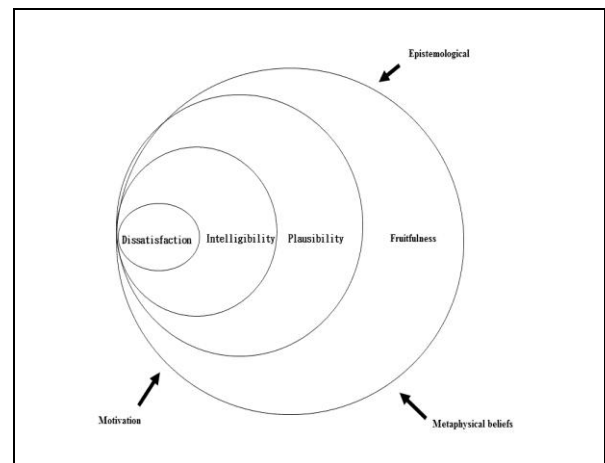 Epistemological
Dissatisfaction Intelligibility Plausibility Fruitfulness
Motivation
Metaphysical beliefs